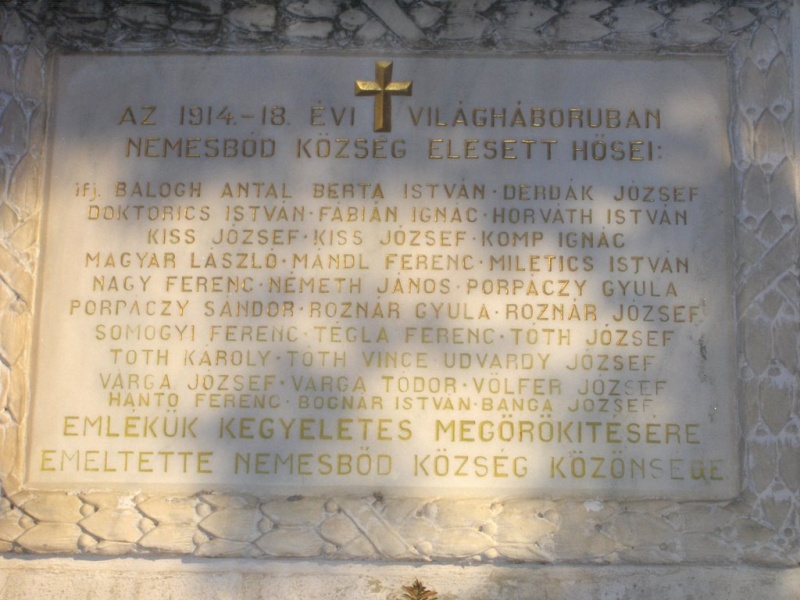 AZ 1914.-18. ÉVI VILÁGHÁBORUBAN
NEMESBŐD KÖZSÉG ELESETT HŐSEI:
ifj. BALOGH ANTAL BERTA ISTVÁN · DERDÁK JÓZSEF
DOKTORICS ISTVÁN · FÁBIÁN IGNÁC · HORVÁTH ISTVÁN
KISS JÓZSEF · KISS JÓZSEF · KOMP IGNÁC
MAGYAR LÁSZLÓ · MÁNDL FERENC · MILETICS ISTVÁN
NAGY FERENC · NÉMETH JÁNOS · PORPÁCZY GYULA
PORPÁCZY SÁNDOR · ROZNÁR GYULA · ROZNÁR JÓZSEF
SOMOGYI FERENC · TÉGLA FERENC · TÓTH JÓZSEF
TÓTH KÁROLY · TÓTH VINCE UDVARDY JÓZSEF
VARGA JÓZSEF · VARGA TÓDOR · VÖLFER JÓZSEF
HANTÓ FERENC · BOGNÁR ISTVÁN · BANGA JÓZSEF
EMLÉKÜK KEGYELETES MEGÖRÖKITÉSÉRE
EMELTETTE NEMESBŐD KÖZSÉG KÖZÖNSÉGE